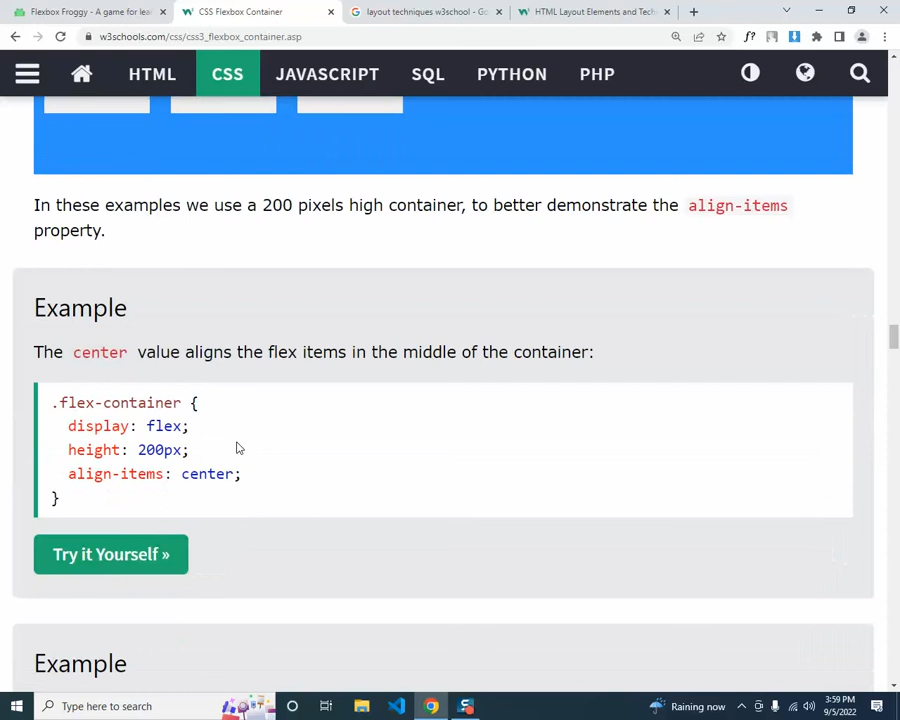 Flexbox Froggy - A game for lea
CSS Flexbox Container
layout techniques w3school - Go
HTML Layout Elements and Tech
w3schools.com/css/css3_flexbox_container.asp
HTML CSS JAVASCRIPT SQL PYTHON PHP
In these examples we use a 200 pixels high container, to better demonstrate the align-items
property.
Example
The center value aligns the flex items in the middle of the container:
.flex-container {
display: flex;
height: 200px;
align-items: center;
}
Try it Yourself »
Example
Type here to search
Raining now
3:59 PM
9/5/2022